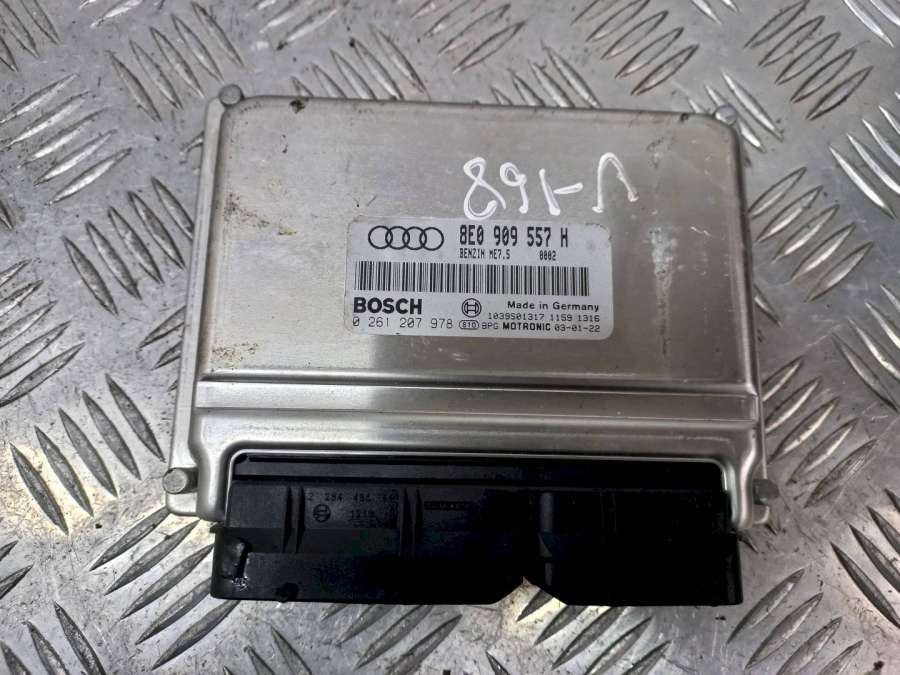 8E0 909 557 H
BENZIN ME7.5 0002
BOSCH Made in Germany
1039S01317 1159 1316
0 261 207 978 BPG MOTRONIC 03-01-22